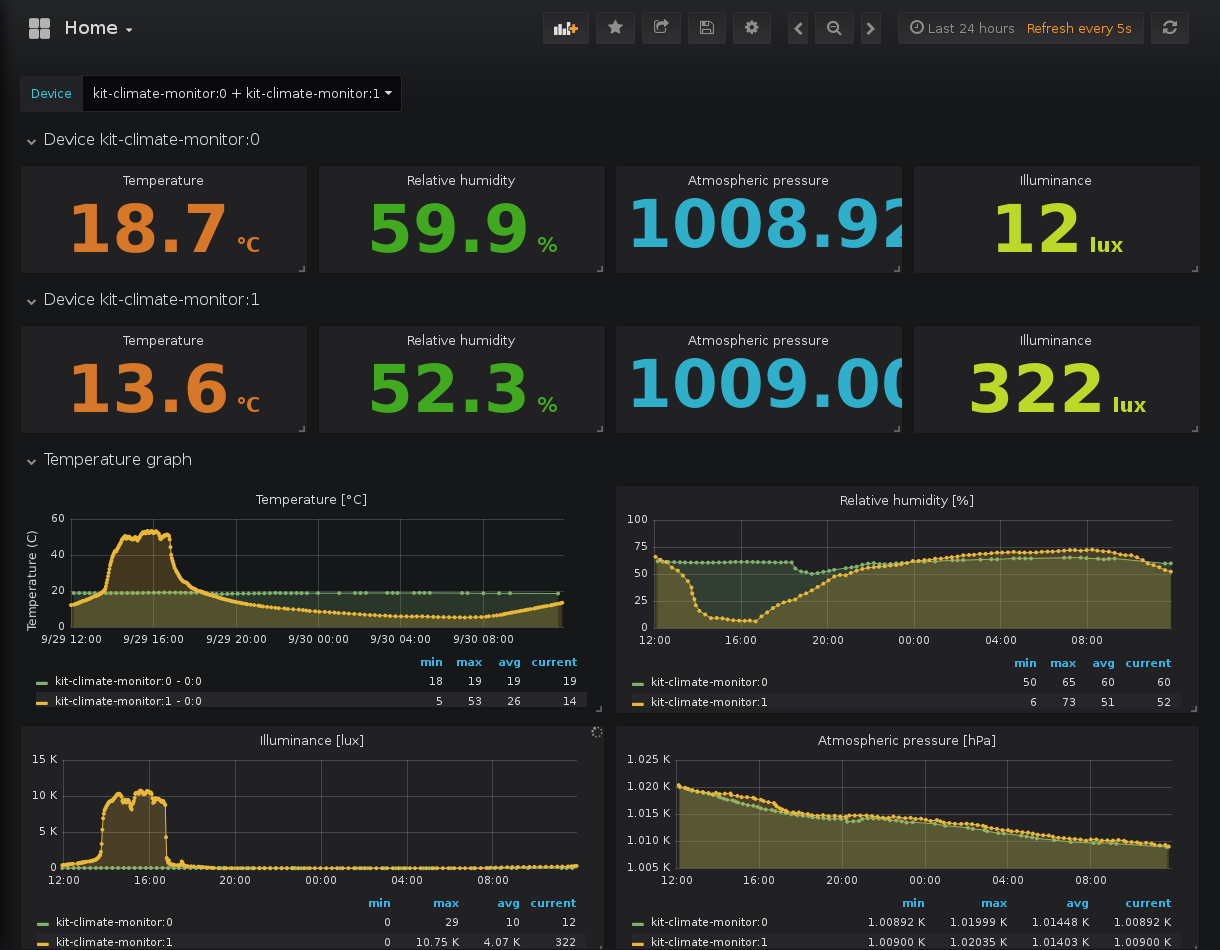 Home
Last 24 hours Refresh every 5s
Device kit-climate-monitor:0 + kit-climate-monitor:1
Device kit-climate-monitor:0
Temperature Relative humidity Atmospheric pressure Illuminance
18.7 °C 59.9 % 1008.92 12 lux
Device kit-climate-monitor:1
Temperature Relative humidity Atmospheric pressure Illuminance
13.6 °C 52.3 % 1009.00 322 lux
Temperature graph
Temperature [°C]
Temperature (C)
60
40
20
0
9/29 12:00 9/29 16:00 9/29 20:00 9/30 00:00 9/30 04:00 9/30 08:00
min max avg current
kit-climate-monitor:0 - 0:0 18 19 19 19
kit-climate-monitor:1 - 0:0 5 53 26 14
Relative humidity [%]
100
75
50
25
0
12:00 16:00 20:00 00:00 04:00 08:00
min max avg current
kit-climate-monitor:0 50 65 60 60
kit-climate-monitor:1 6 73 51 52
Illuminance [lux]
15 K
10 K
5 K
0
12:00 16:00 20:00 00:00 04:00 08:00
min max avg current
kit-climate-monitor:0 0 29 10 12
kit-climate-monitor:1 0 10.75 K 4.07 K 322
Atmospheric pressure [hPa]
1.025 K
1.020 K
1.015 K
1.010 K
1.005 K
12:00 16:00 20:00 00:00 04:00 08:00
min max avg current
kit-climate-monitor:0 1.00892 K 1.01999 K 1.01448 K 1.00892 K
kit-climate-monitor:1 1.00900 K 1.02035 K 1.01403 K 1.00900 K